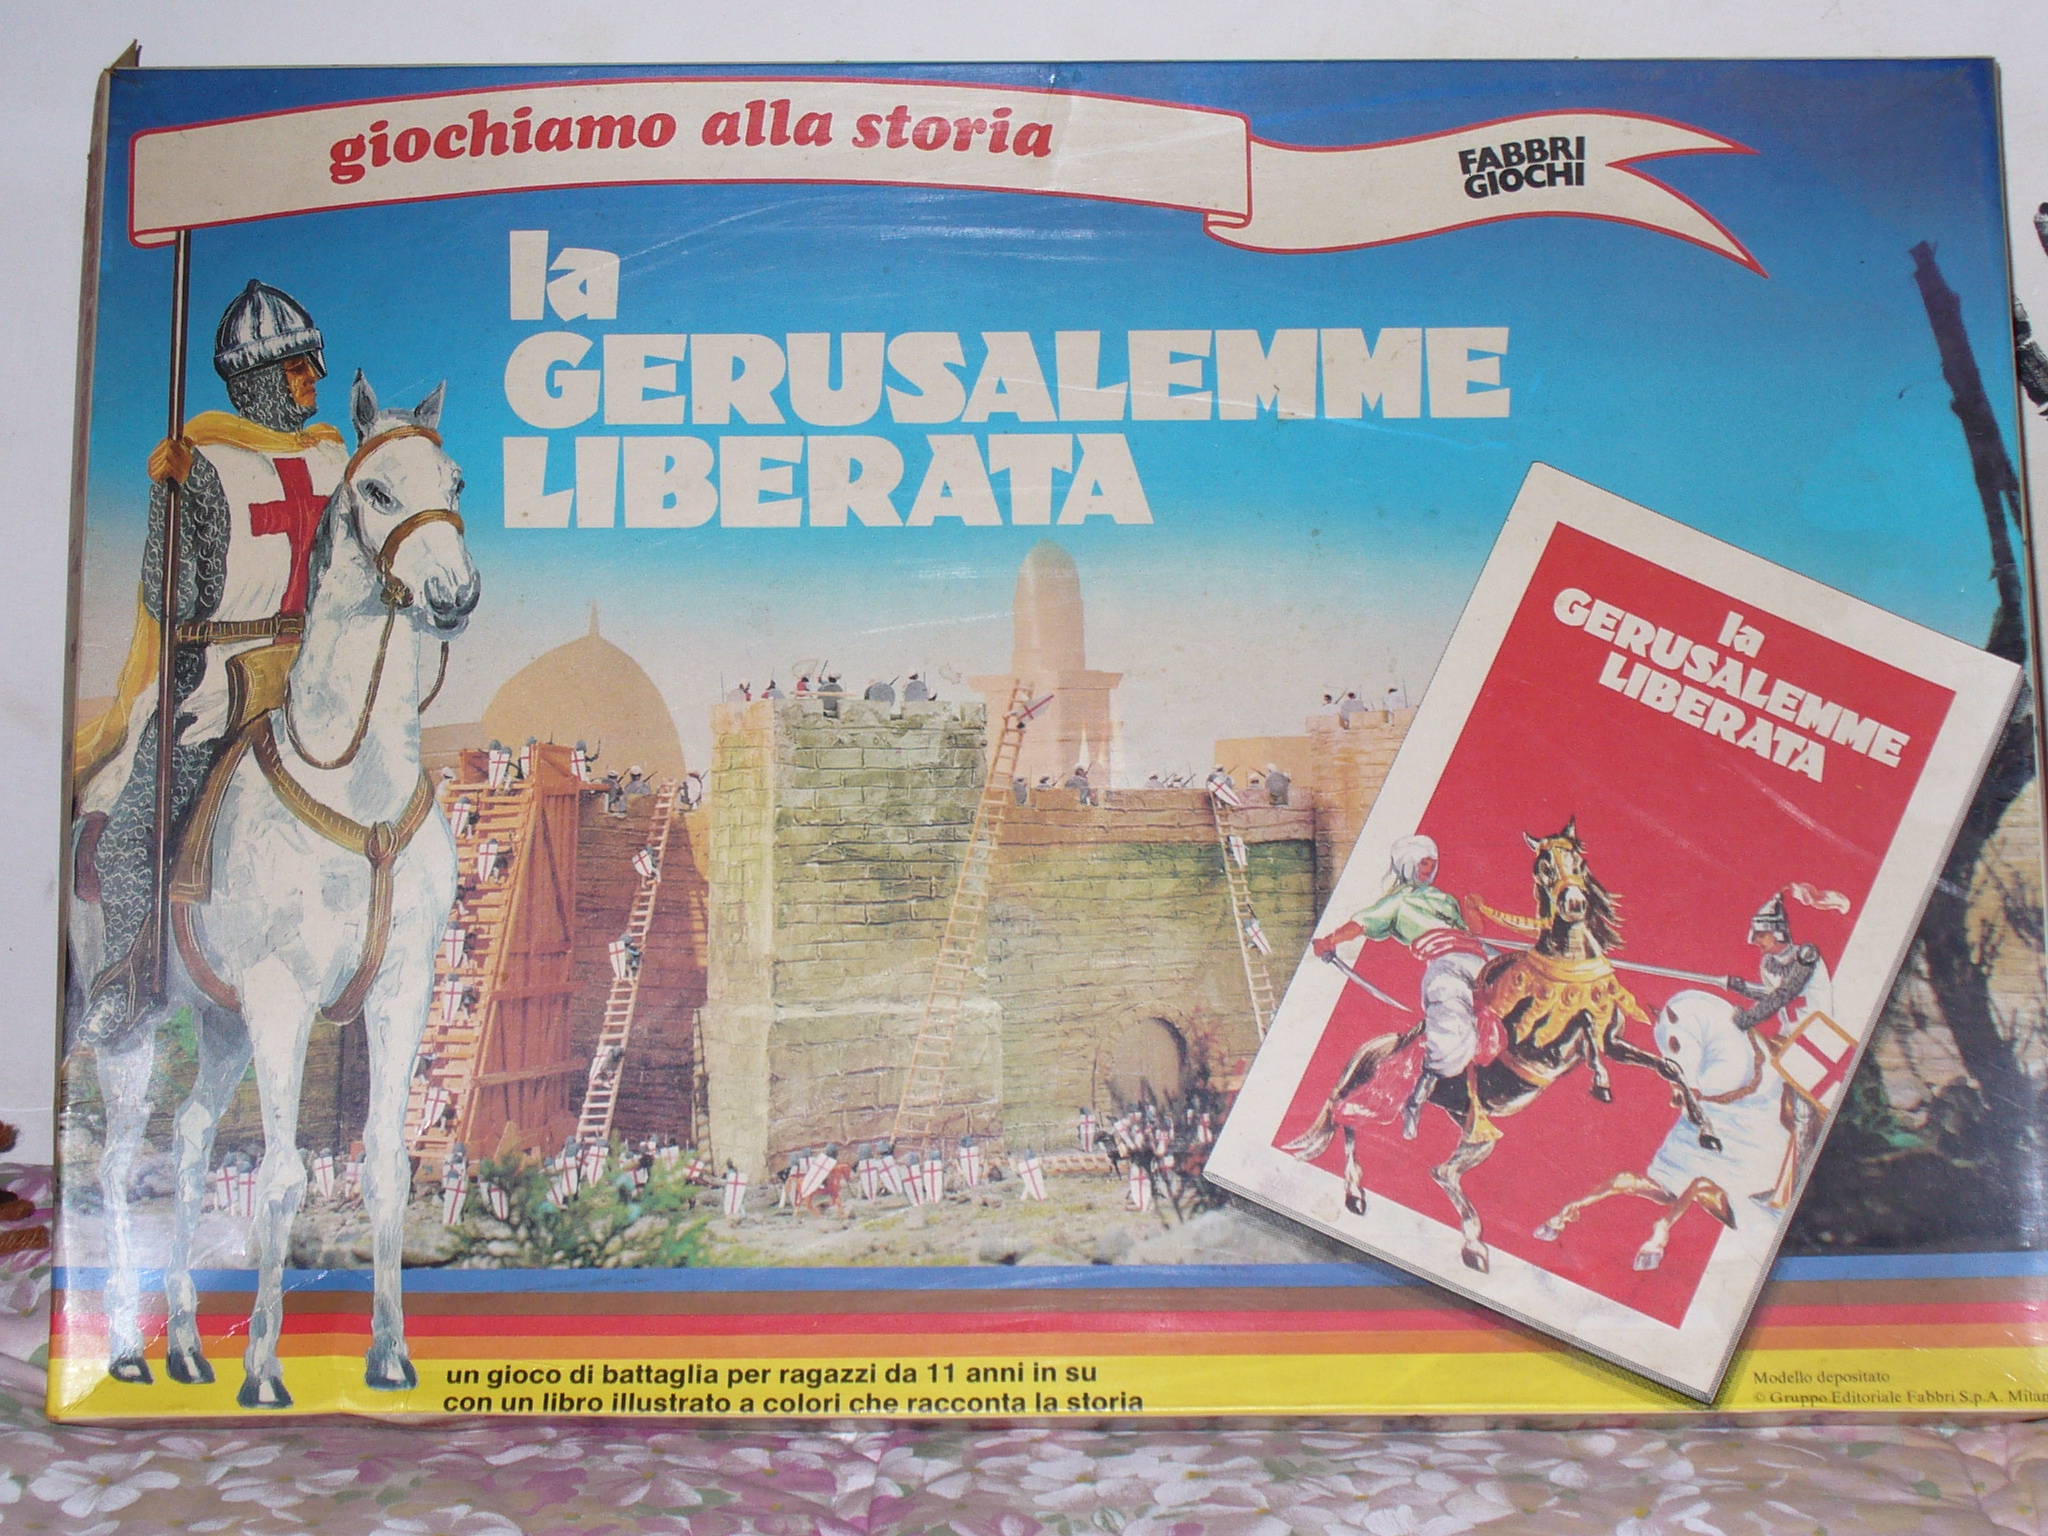 giochiamo alla storia
FABBRI
GIOCHI
la
GERUSALEMME
LIBERATA
la
GERUSALEMME
LIBERATA
un gioco di battaglia per ragazzi da 11 anni in su
con un libro illustrato a colori che racconta la storia
Modello depositato
© Gruppo Editoriale Fabbri S.p.A. Milan